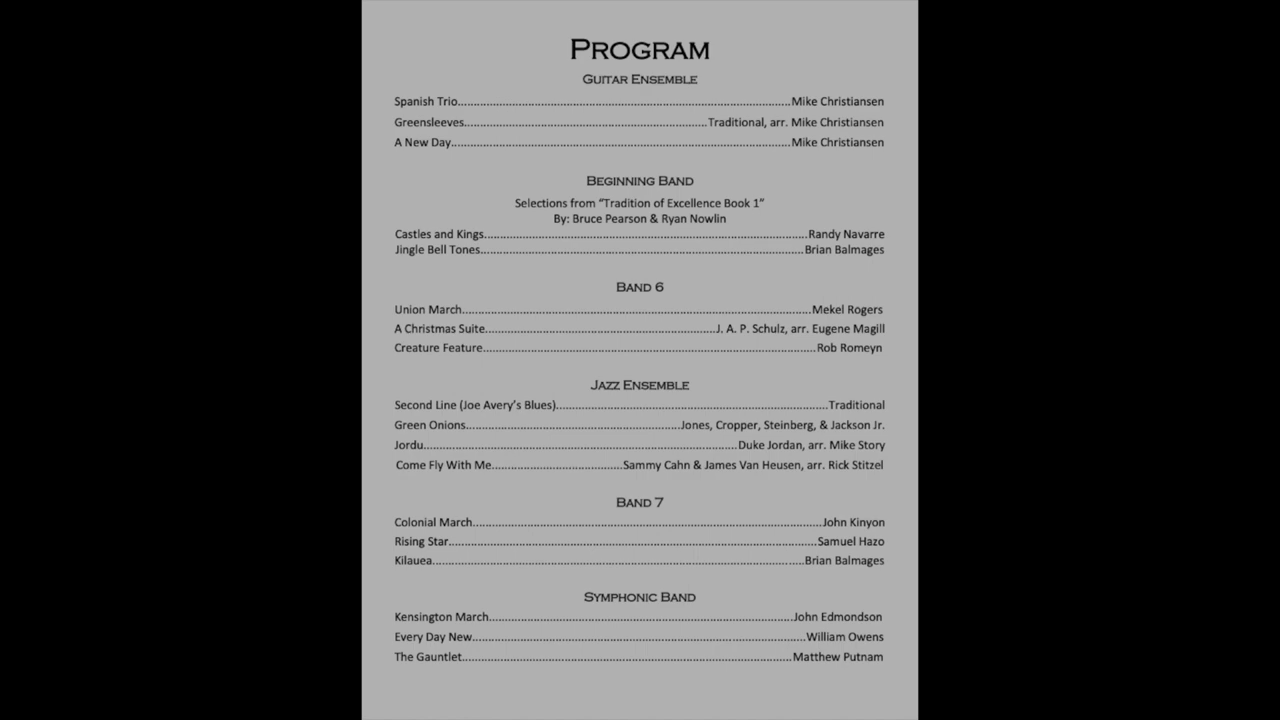 PROGRAM
GUITAR ENSEMBLE
Spanish Trio........Mike Christiansen
Greensleeves........Traditional, arr. Mike Christiansen
A New Day........Mike Christiansen
BEGINNING BAND
Selections from “Tradition of Excellence Book 1”
By: Bruce Pearson & Ryan Nowlin
Castles and Kings........Randy Navarre
Jingle Bell Tones........Brian Balmages
BAND 6
Union March........Mekel Rogers
A Christmas Suite........J. A. P. Schulz, arr. Eugene Magill
Creature Feature........Rob Romeyn
JAZZ ENSEMBLE
Second Line (Joe Avery’s Blues)........Traditional
Green Onions........Jones, Cropper, Steinberg, & Jackson Jr.
Jordu........Duke Jordan, arr. Mike Story
Come Fly With Me........Sammy Cahn & James Van Heusen, arr. Rick Stitzel
BAND 7
Colonial March........John Kinyon
Rising Star........Samuel Hazo
Kilauea........Brian Balmages
SYMPHONIC BAND
Kensington March........John Edmondson
Every Day New........William Owens
The Gauntlet........Matthew Putnam